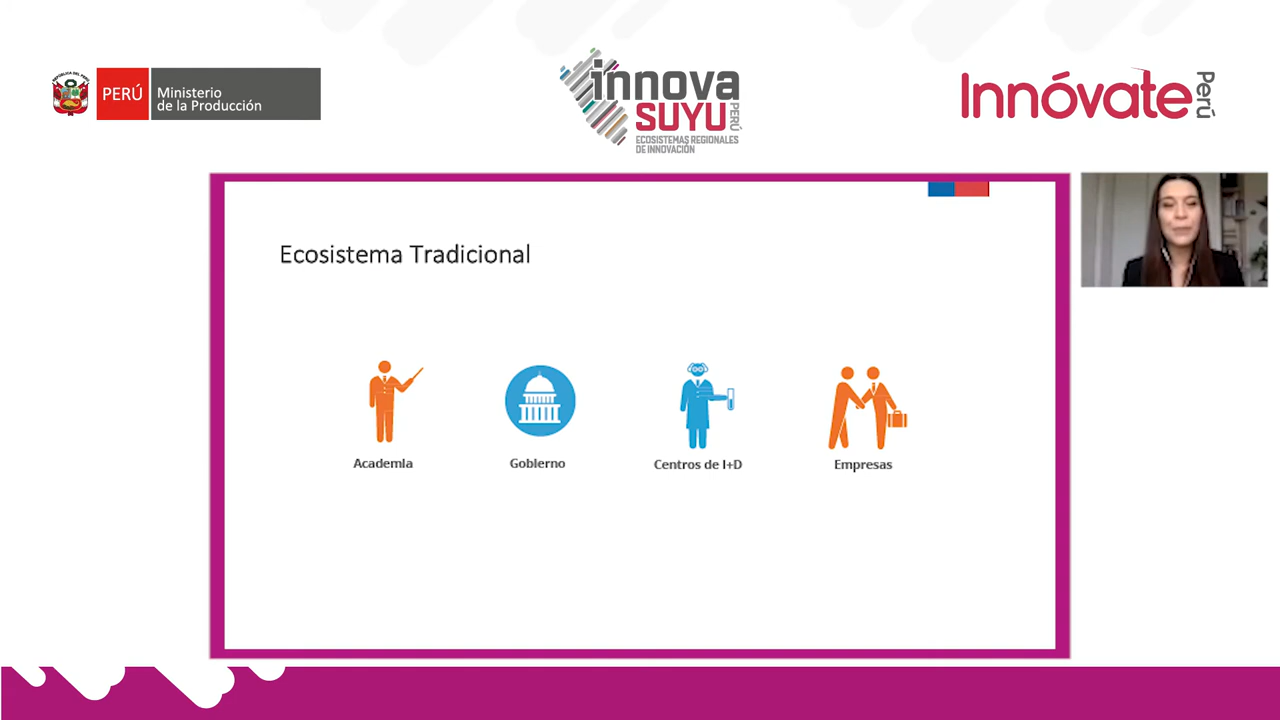 PERÚ
Ministerio
de la Producción
innova
SUYU
PERÚ
ECOSISTEMAS REGIONALES
DE INNOVACIÓN
Innóvate
Perú
Ecosistema Tradicional
Academia
Gobierno
Centros de I+D
Empresas